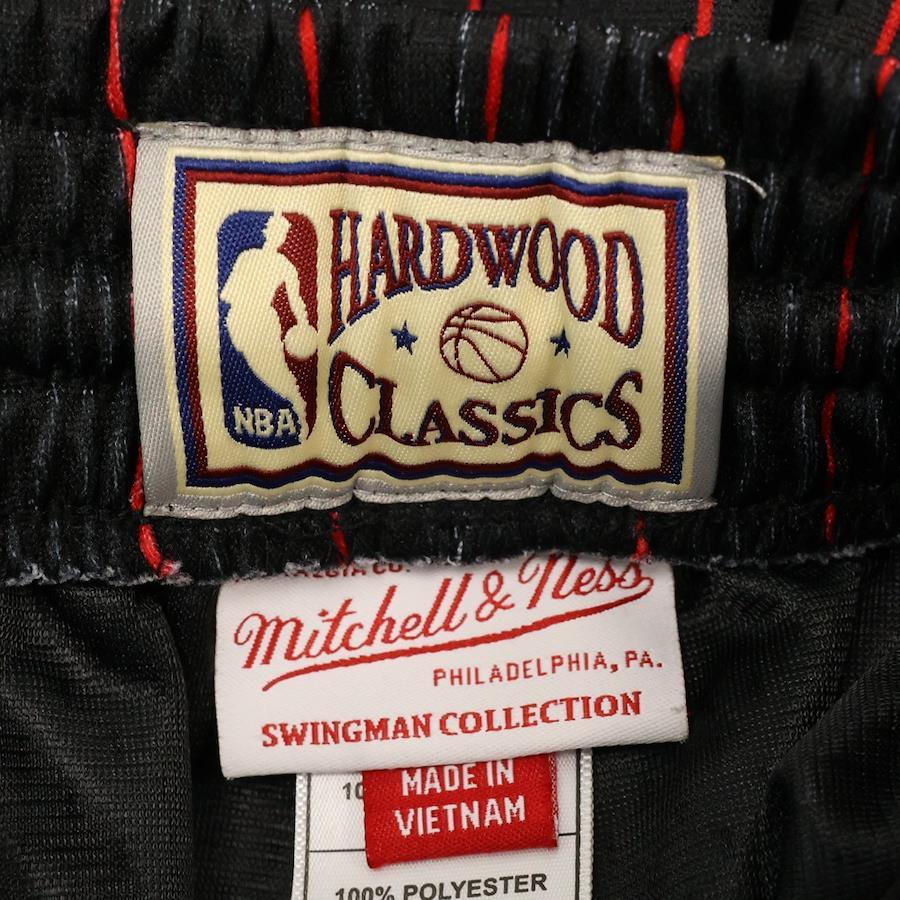 HARDWOOD
CLASSICS
NBA
Mitchell & Ness
PHILADELPHIA, PA.
SWINGMAN COLLECTION
MADE IN
VIETNAM
100% POLYESTER